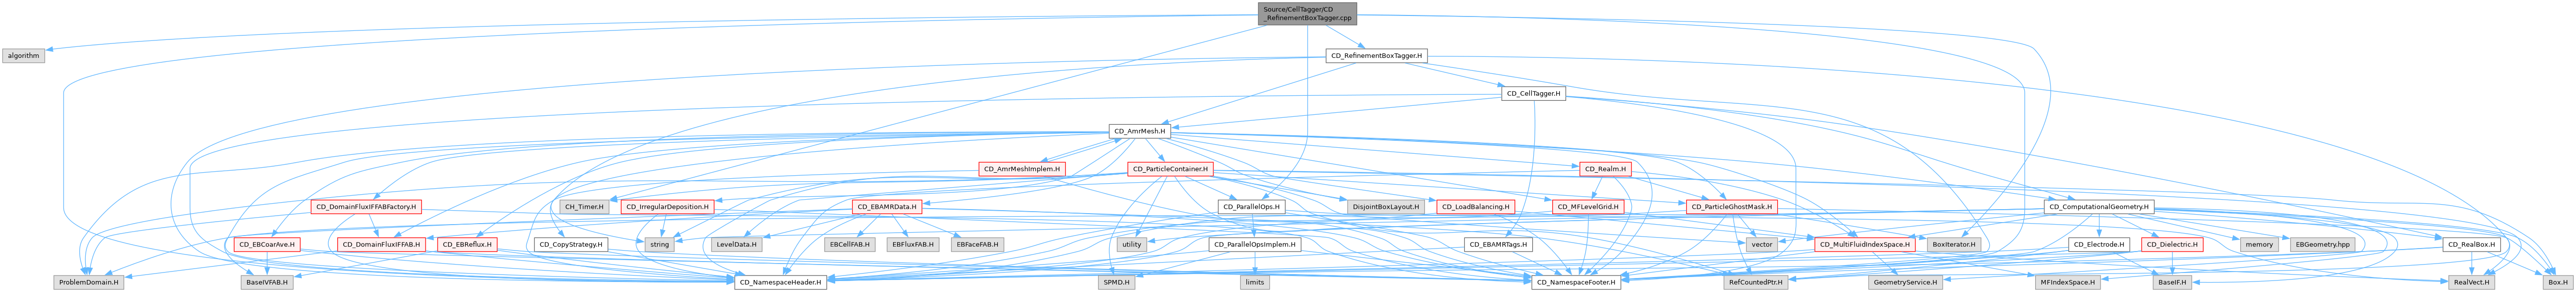 Source/CellTagger/CD
_RefinementBoxTagger.cpp
algorithm
CD_RefinementBoxTagger.H
CD_CellTagger.H
CD_AmrMesh.H
CD_AmrMeshImplem.H
CD_ParticleContainer.H
CD_Realm.H
CH_Timer.H
CD_DomainFluxIFFABFactory.H
CD_IrregularDeposition.H
CD_EBAMRData.H
CD_ParallelOps.H
DisjointBoxLayout.H
CD_LoadBalancing.H
CD_MFLevelGrid.H
CD_ParticleGhostMask.H
CD_ComputationalGeometry.H
CD_EBCoarAve.H
CD_DomainFluxIFFAB.H
CD_EBReflux.H
CD_CopyStrategy.H
string
LevelData.H
EBCellFAB.H
EBFluxFAB.H
EBFaceFAB.H
utility
CD_ParallelOpsImplem.H
CD_EBAMRTags.H
vector
CD_MultiFluidIndexSpace.H
BoxIterator.H
CD_Electrode.H
CD_Dielectric.H
memory
EBGeometry.hpp
CD_RealBox.H
ProblemDomain.H
BaseIVFAB.H
CD_NamespaceHeader.H
SPMD.H
limits
CD_NamespaceFooter.H
RefCountedPtr.H
GeometryService.H
MFIndexSpace.H
BaseIF.H
RealVect.H
Box.H